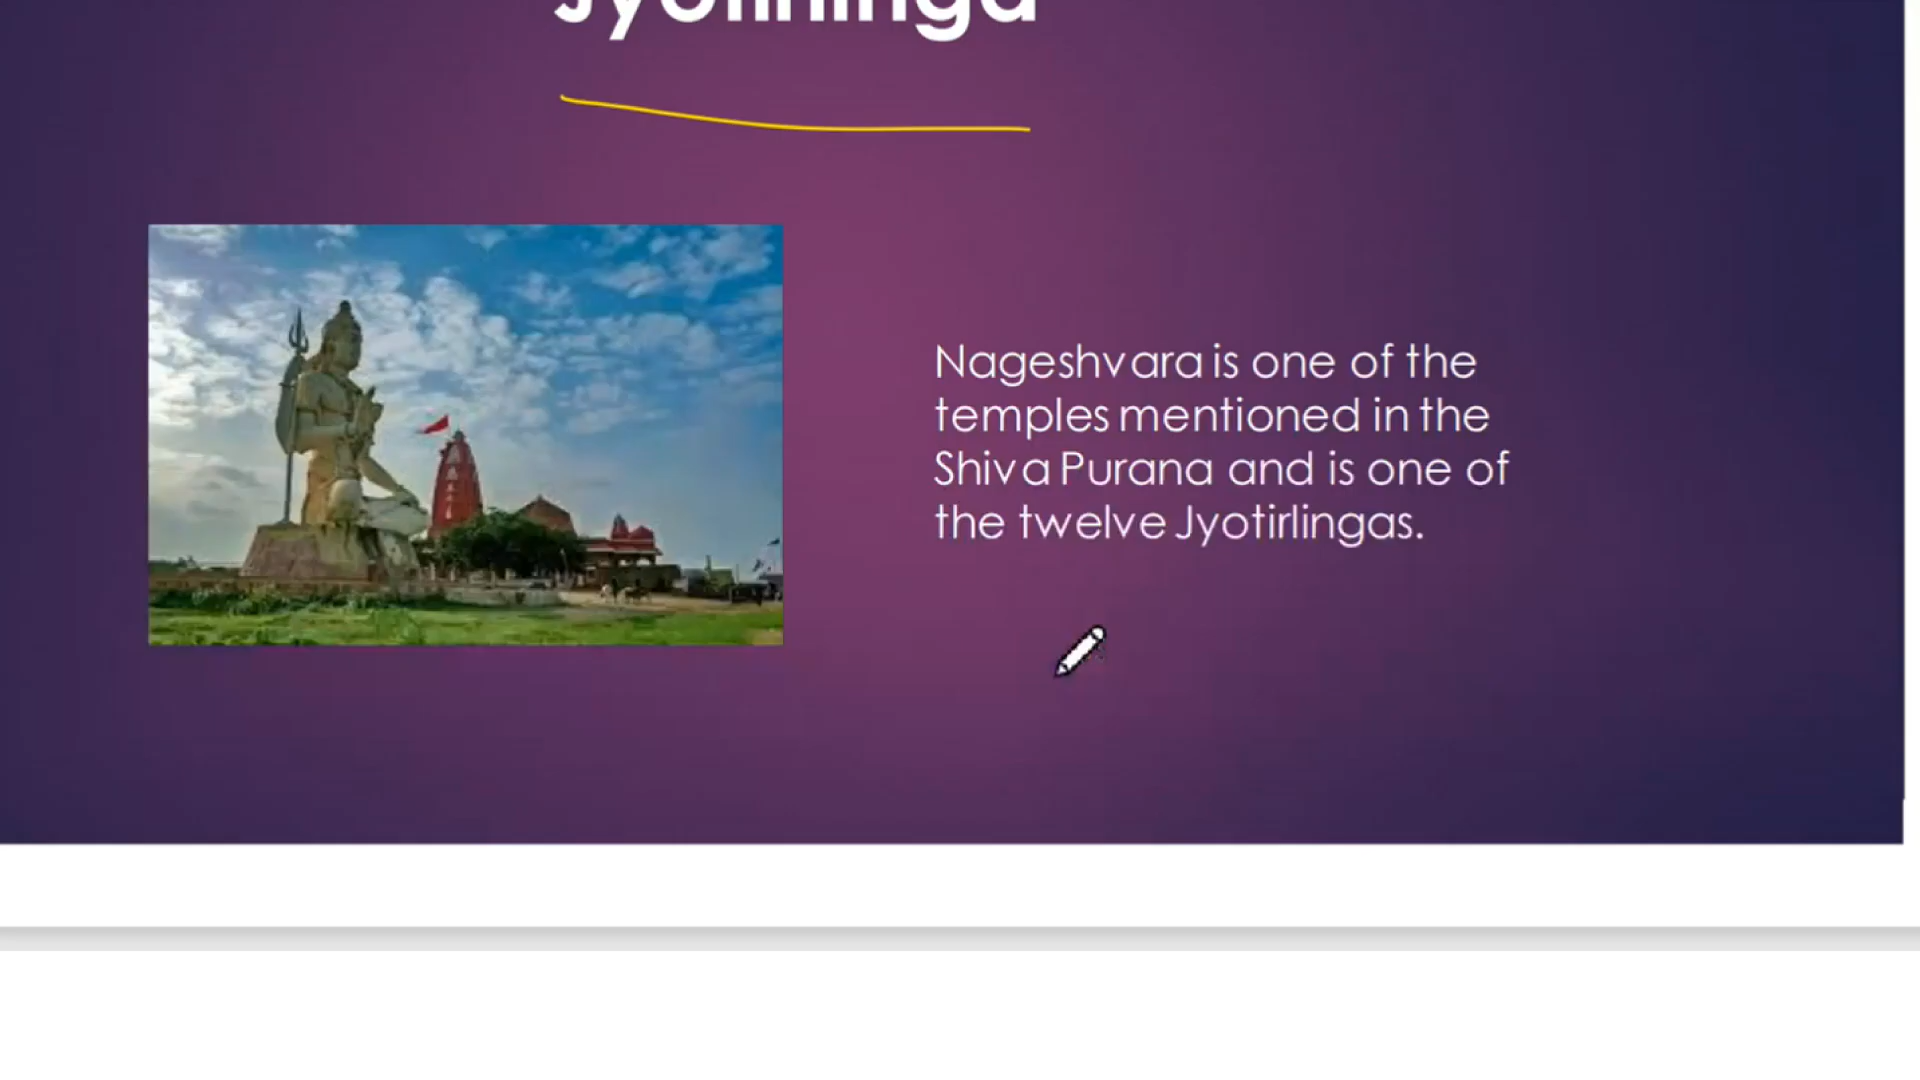 Jyotirlinga
Nageshvara is one of the
temples mentioned in the
Shiva Purana and is one of
the twelve Jyotirlingas.